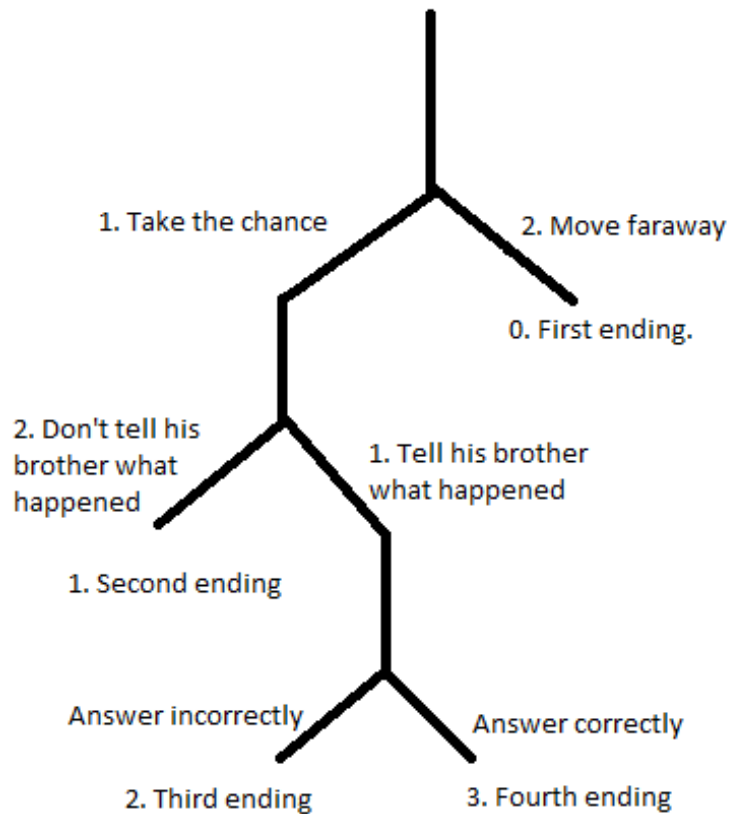 1. Take the chance
2. Move faraway
0. First ending.
2. Don't tell his
brother what
happened
1. Tell his brother
what happened
1. Second ending
Answer incorrectly
Answer correctly
2. Third ending
3. Fourth ending